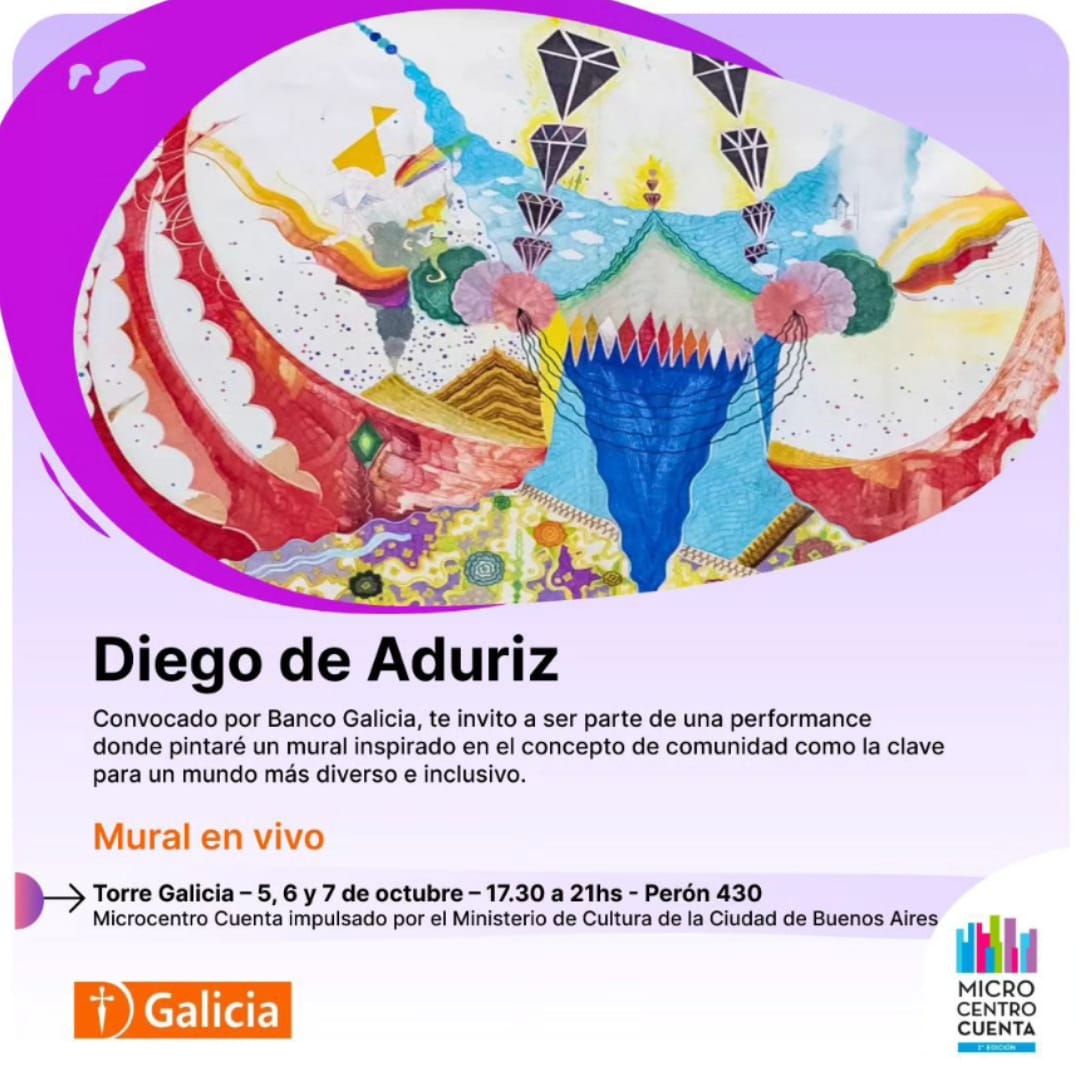 Diego de Aduriz
Convocado por Banco Galicia, te invito a ser parte de una performance
donde pintaré un mural inspirado en el concepto de comunidad como la clave
para un mundo más diverso e inclusivo.
Mural en vivo
Torre Galicia – 5, 6 y 7 de octubre – 17.30 a 21hs - Perón 430
Microcentro Cuenta impulsado por el Ministerio de Cultura de la Ciudad de Buenos Aires
Galicia
MICRO
CENTRO
CUENTA